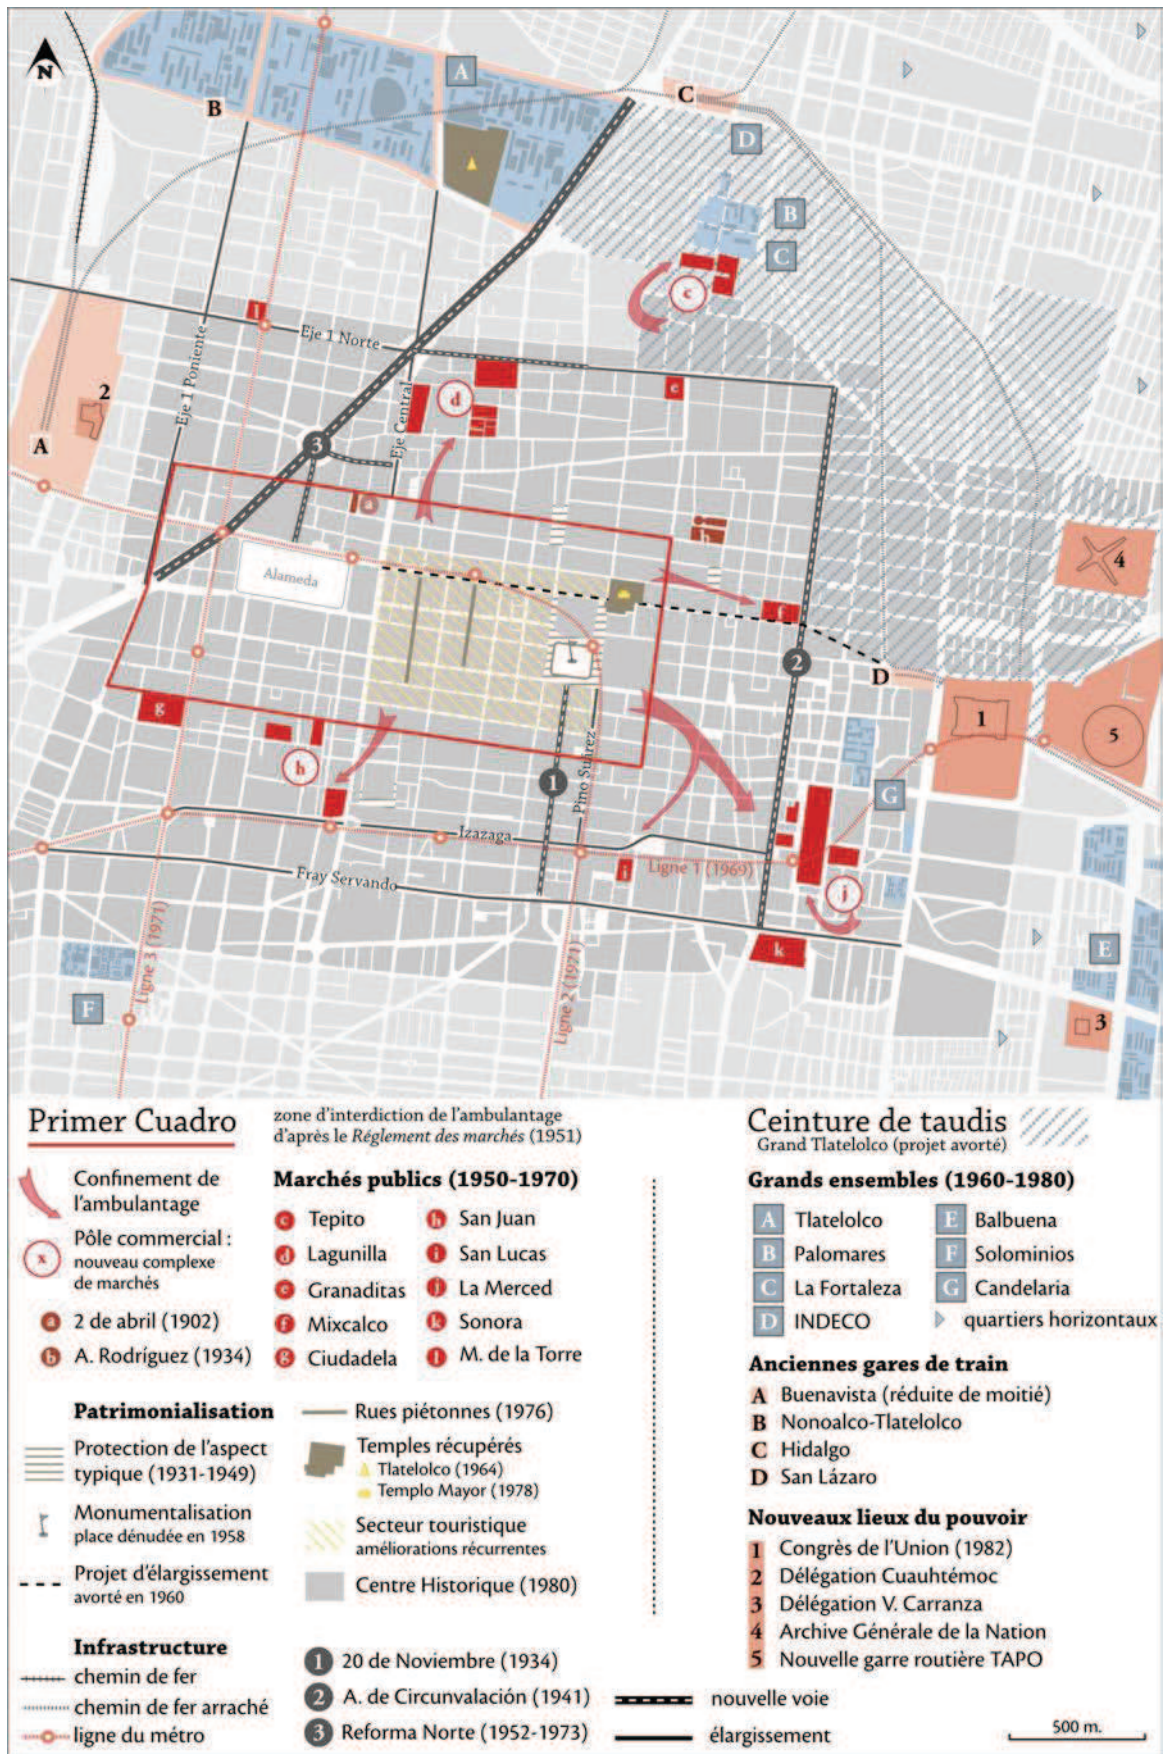 N
A
B
C
D
B
C
c
l
Eje 1 Norte
Eje 1 Poniente
Eje Central
2
A
d
e
3
a
b
4
Alameda
f
2
D
1
5
g
h
1
Pino Suárez
G
Izazaga
i
Ligne 1 (1969)
j
Fray Servando
k
E
F
Ligne 3 (1971)
Ligne 2 (1971)
3
Primer Cuadro
zone d'interdiction de l'ambulantage
d'après le Réglement des marchés (1951)
Confinement de
l'ambulantage
x
Pôle commercial :
nouveau complexe
de marchés
a 2 de abril (1902)
b A. Rodríguez (1934)
Marchés publics (1950-1970)
c Tepito
d Lagunilla
e Granaditas
f Mixcalco
g Ciudadela
h San Juan
i San Lucas
j La Merced
k Sonora
l M. de la Torre
Patrimonialisation
Protection de l'aspect
typique (1931-1949)
Monumentalisation
place dénudée en 1958
Projet d'élargissement
avorté en 1960
Rues piétonnes (1976)
Temples récupérés
Tlatelolco (1964)
Templo Mayor (1978)
Secteur touristique
améliorations récurrentes
Centre Historique (1980)
Infrastructure
chemin de fer
chemin de fer arraché
ligne du métro
1 20 de Noviembre (1934)
2 A. de Circunvalación (1941)
3 Reforma Norte (1952-1973)
nouvelle voie
élargissement
Ceinture de taudis
Grand Tlatelolco (projet avorté)
Grands ensembles (1960-1980)
A Tlatelolco
B Palomares
C La Fortaleza
D INDECO
E Balbuena
F Solominios
G Candelaria
quartiers horizontaux
Anciennes gares de train
A Buenavista (réduite de moitié)
B Nonoalco-Tlatelolco
C Hidalgo
D San Lázaro
Nouveaux lieux du pouvoir
1 Congrès de l'Union (1982)
2 Délégation Cuauhtémoc
3 Délégation V. Carranza
4 Archive Générale de la Nation
5 Nouvelle garre routière TAPO
500 m.